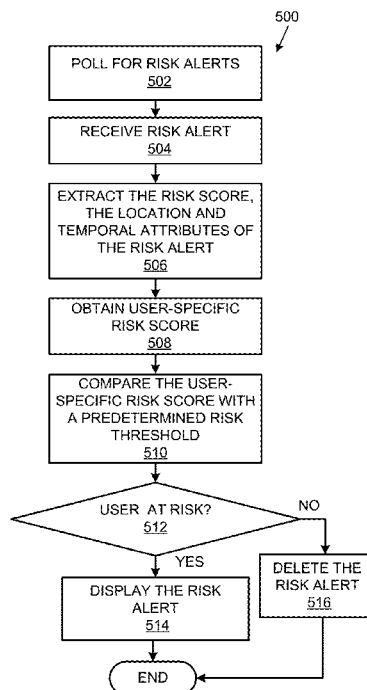 500
POLL FOR RISK ALERTS
502
RECEIVE RISK ALERT
504
EXTRACT THE RISK SCORE,
THE LOCATION AND
TEMPORAL ATTRIBUTES OF
THE RISK ALERT
506
OBTAIN USER-SPECIFIC
RISK SCORE
508
COMPARE THE USER-
SPECIFIC RISK SCORE WITH
A PREDETERMINED RISK
THRESHOLD
510
USER AT RISK?
512
NO
YES
DISPLAY THE RISK
ALERT
514
DELETE THE
RISK ALERT
516
END